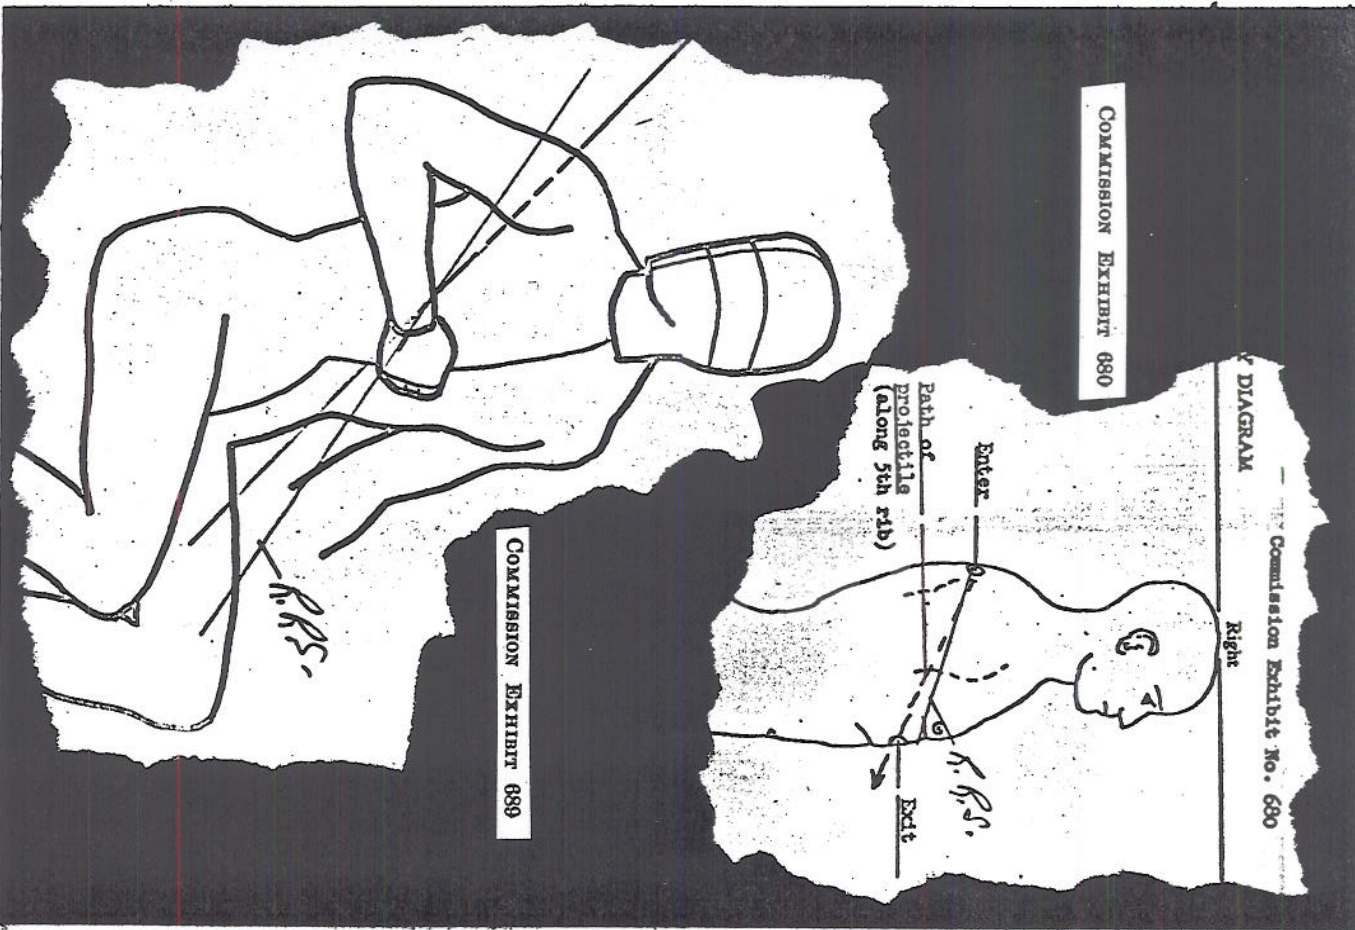 Y DIAGRAM
Commission Exhibit No. 680
Right
COMMISSION EXHIBIT 680
Enter
Path of
projectile
(along 5th rib)
Exit
R.R.S.
COMMISSION EXHIBIT 689
R.R.S.